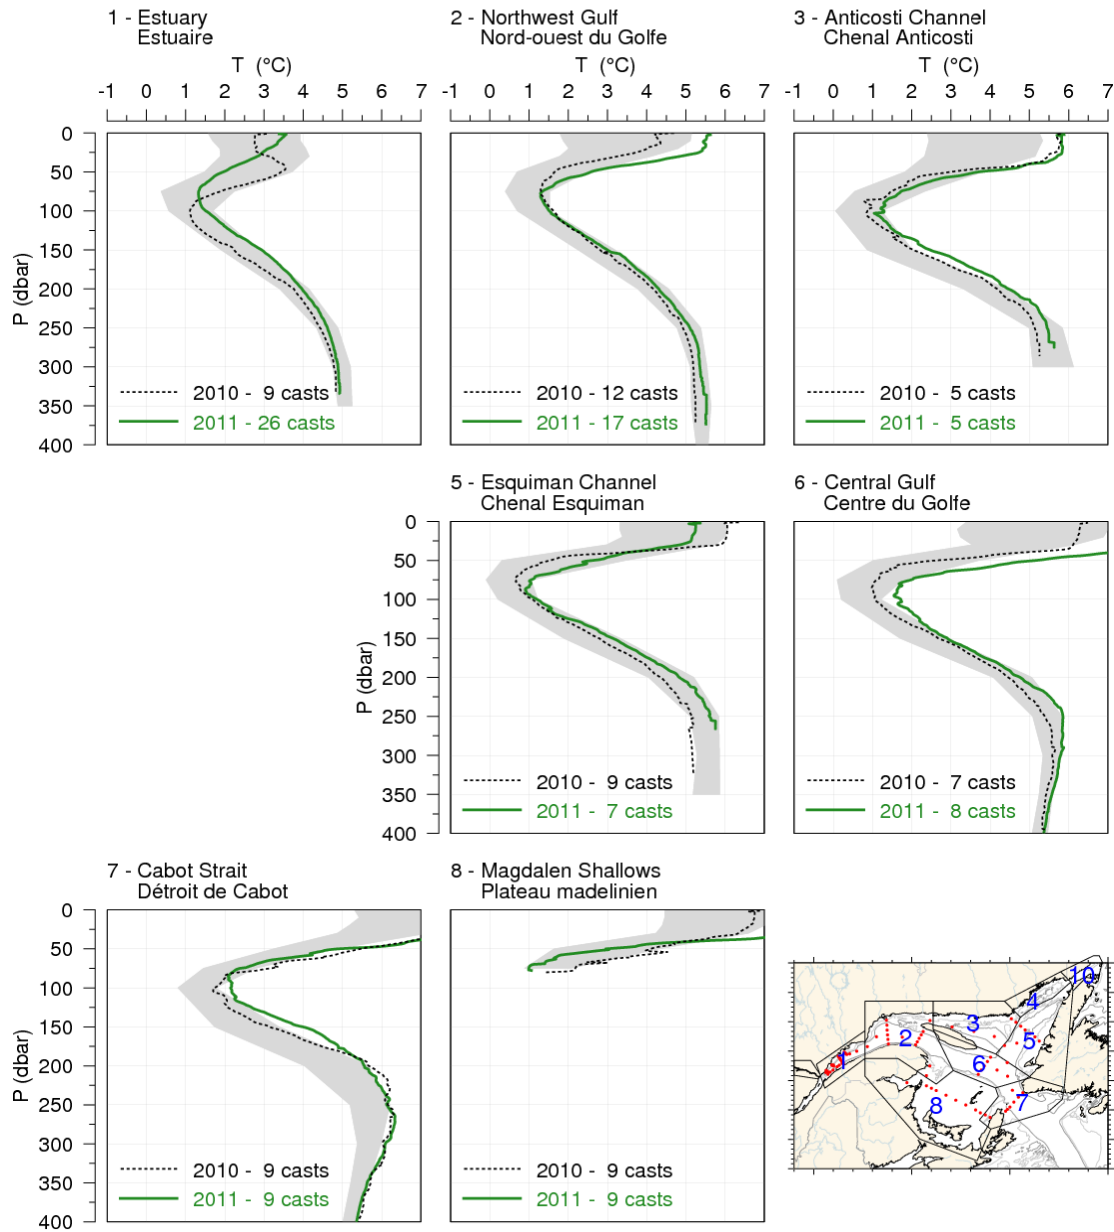 1 - Estuary
Estuaire
T (°C)
-1 0 1 2 3 4 5 6 7
2 - Northwest Gulf
Nord-ouest du Golfe
T (°C)
0 1 2 3 4 5 6 7
3 - Anticosti Channel
Chenal Anticosti
T (°C)
-1 0 1 2 3 4 5 6 7
P (dbar)
0
50
100
150
200
250
300
350
400
2010 - 9 casts
2011 - 26 casts
2010 - 12 casts
2011 - 17 casts
2010 - 5 casts
2011 - 5 casts
5 - Esquiman Channel
Chenal Esquiman
6 - Central Gulf
Centre du Golfe
P (dbar)
0
50
100
150
200
250
300
350
400
2010 - 9 casts
2011 - 7 casts
2010 - 7 casts
2011 - 8 casts
7 - Cabot Strait
Détroit de Cabot
8 - Magdalen Shallows
Plateau madelinien
P (dbar)
0
50
100
150
200
250
300
350
400
2010 - 9 casts
2011 - 9 casts
2010 - 9 casts
2011 - 9 casts
10
4
3
2
5
1
6
8
7